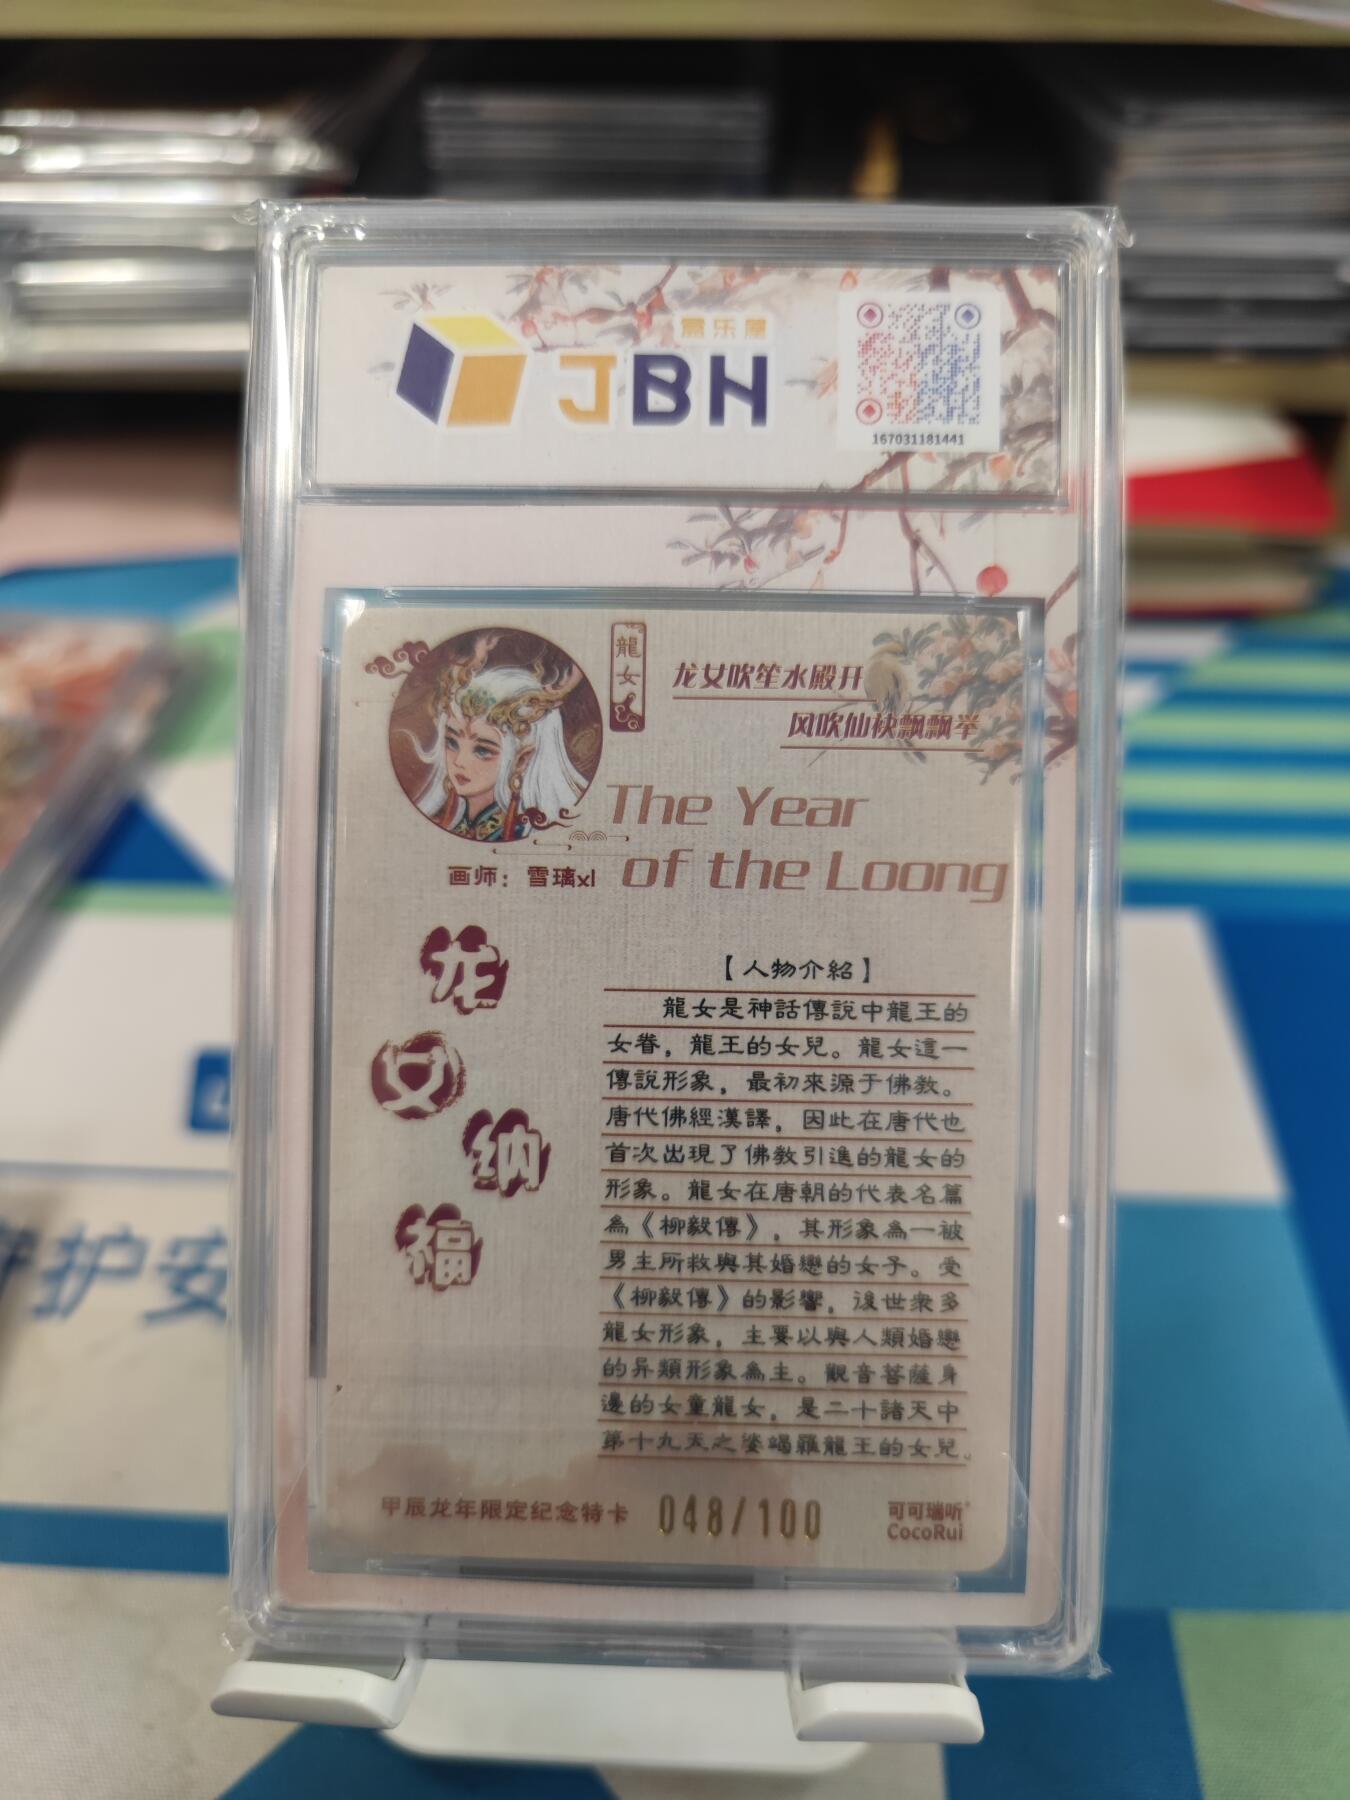 盒乐屋
JBH
167031181441
龍女
龙女吹笙水殿开
风吹仙袂飘飘举
The Year
of the Loong
画师：雪璃xl
龙
女
纳
福
【人物介紹】
龍女是神話傳說中龍王的
女眷，龍王的女兒。龍女這一
傳說形象，最初來源于佛教。
唐代佛經漢譯，因此在唐代也
首次出現了佛教引進的龍女的
形象。龍女在唐朝的代表名篇
為《柳毅傳》，其形象為一被
男主所救與其婚戀的女子。受
《柳毅傳》的影響，後世衆多
龍女形象，主要以與人類婚戀
的异類形象為主。觀音菩薩身
邊的女童龍女，是二十諸天中
第十九天之娑竭羅龍王的女兒。
甲辰龙年限定纪念特卡
048/100
可可瑞听
CocoRui
护安